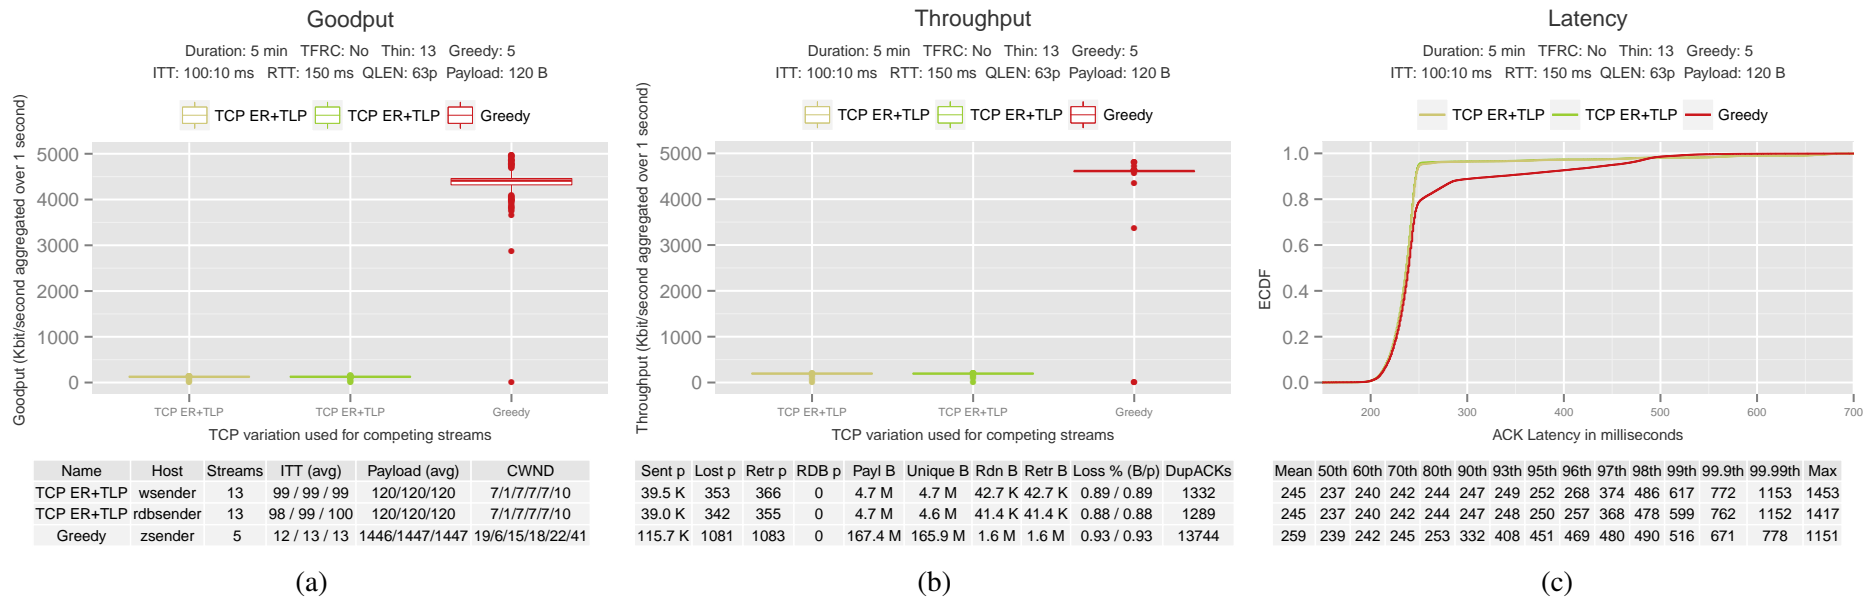 Goodput
Duration: 5 min TFRC: No Thin: 13 Greedy: 5
ITT: 100:10 ms RTT: 150 ms QLEN: 63p Payload: 120 B
TCP ER+TLP TCP ER+TLP Greedy
Goodput (Kbit/second aggregated over 1 second)
5000
4000
3000
2000
1000
0
TCP ER+TLP TCP ER+TLP Greedy
TCP variation used for competing streams
Name Host Streams ITT (avg) Payload (avg) CWND
TCP ER+TLP wsender 13 99 / 99 / 99 120/120/120 7/1/7/7/7/10
TCP ER+TLP rdbsender 13 98 / 99 / 100 120/120/120 7/1/7/7/7/10
Greedy zsender 5 12 / 13 / 13 1446/1447/1447 19/6/15/18/22/41
(a)
Throughput
Duration: 5 min TFRC: No Thin: 13 Greedy: 5
ITT: 100:10 ms RTT: 150 ms QLEN: 63p Payload: 120 B
TCP ER+TLP TCP ER+TLP Greedy
Throughput (Kbit/second aggregated over 1 second)
5000
4000
3000
2000
1000
0
TCP ER+TLP TCP ER+TLP Greedy
TCP variation used for competing streams
Sent p Lost p Retr p RDB p Payl B Unique B Rdn B Retr B Loss % (B/p) DupACKs
39.5 K 353 366 0 4.7 M 4.7 M 42.7 K 42.7 K 0.89 / 0.89 1332
39.0 K 342 355 0 4.7 M 4.6 M 41.4 K 41.4 K 0.88 / 0.88 1289
115.7 K 1081 1083 0 167.4 M 165.9 M 1.6 M 1.6 M 0.93 / 0.93 13744
(b)
Latency
Duration: 5 min TFRC: No Thin: 13 Greedy: 5
ITT: 100:10 ms RTT: 150 ms QLEN: 63p Payload: 120 B
TCP ER+TLP TCP ER+TLP Greedy
ECDF
1.0
0.8
0.6
0.4
0.2
0.0
200 300 400 500 600 700
ACK Latency in milliseconds
Mean 50th 60th 70th 80th 90th 93th 95th 96th 97th 98th 99th 99.9th 99.99th Max
245 237 240 242 244 247 249 252 268 374 486 617 772 1153 1453
245 237 240 242 244 247 248 250 257 368 478 599 762 1152 1417
259 239 242 245 253 332 408 451 469 480 490 516 671 778 1151
(c)